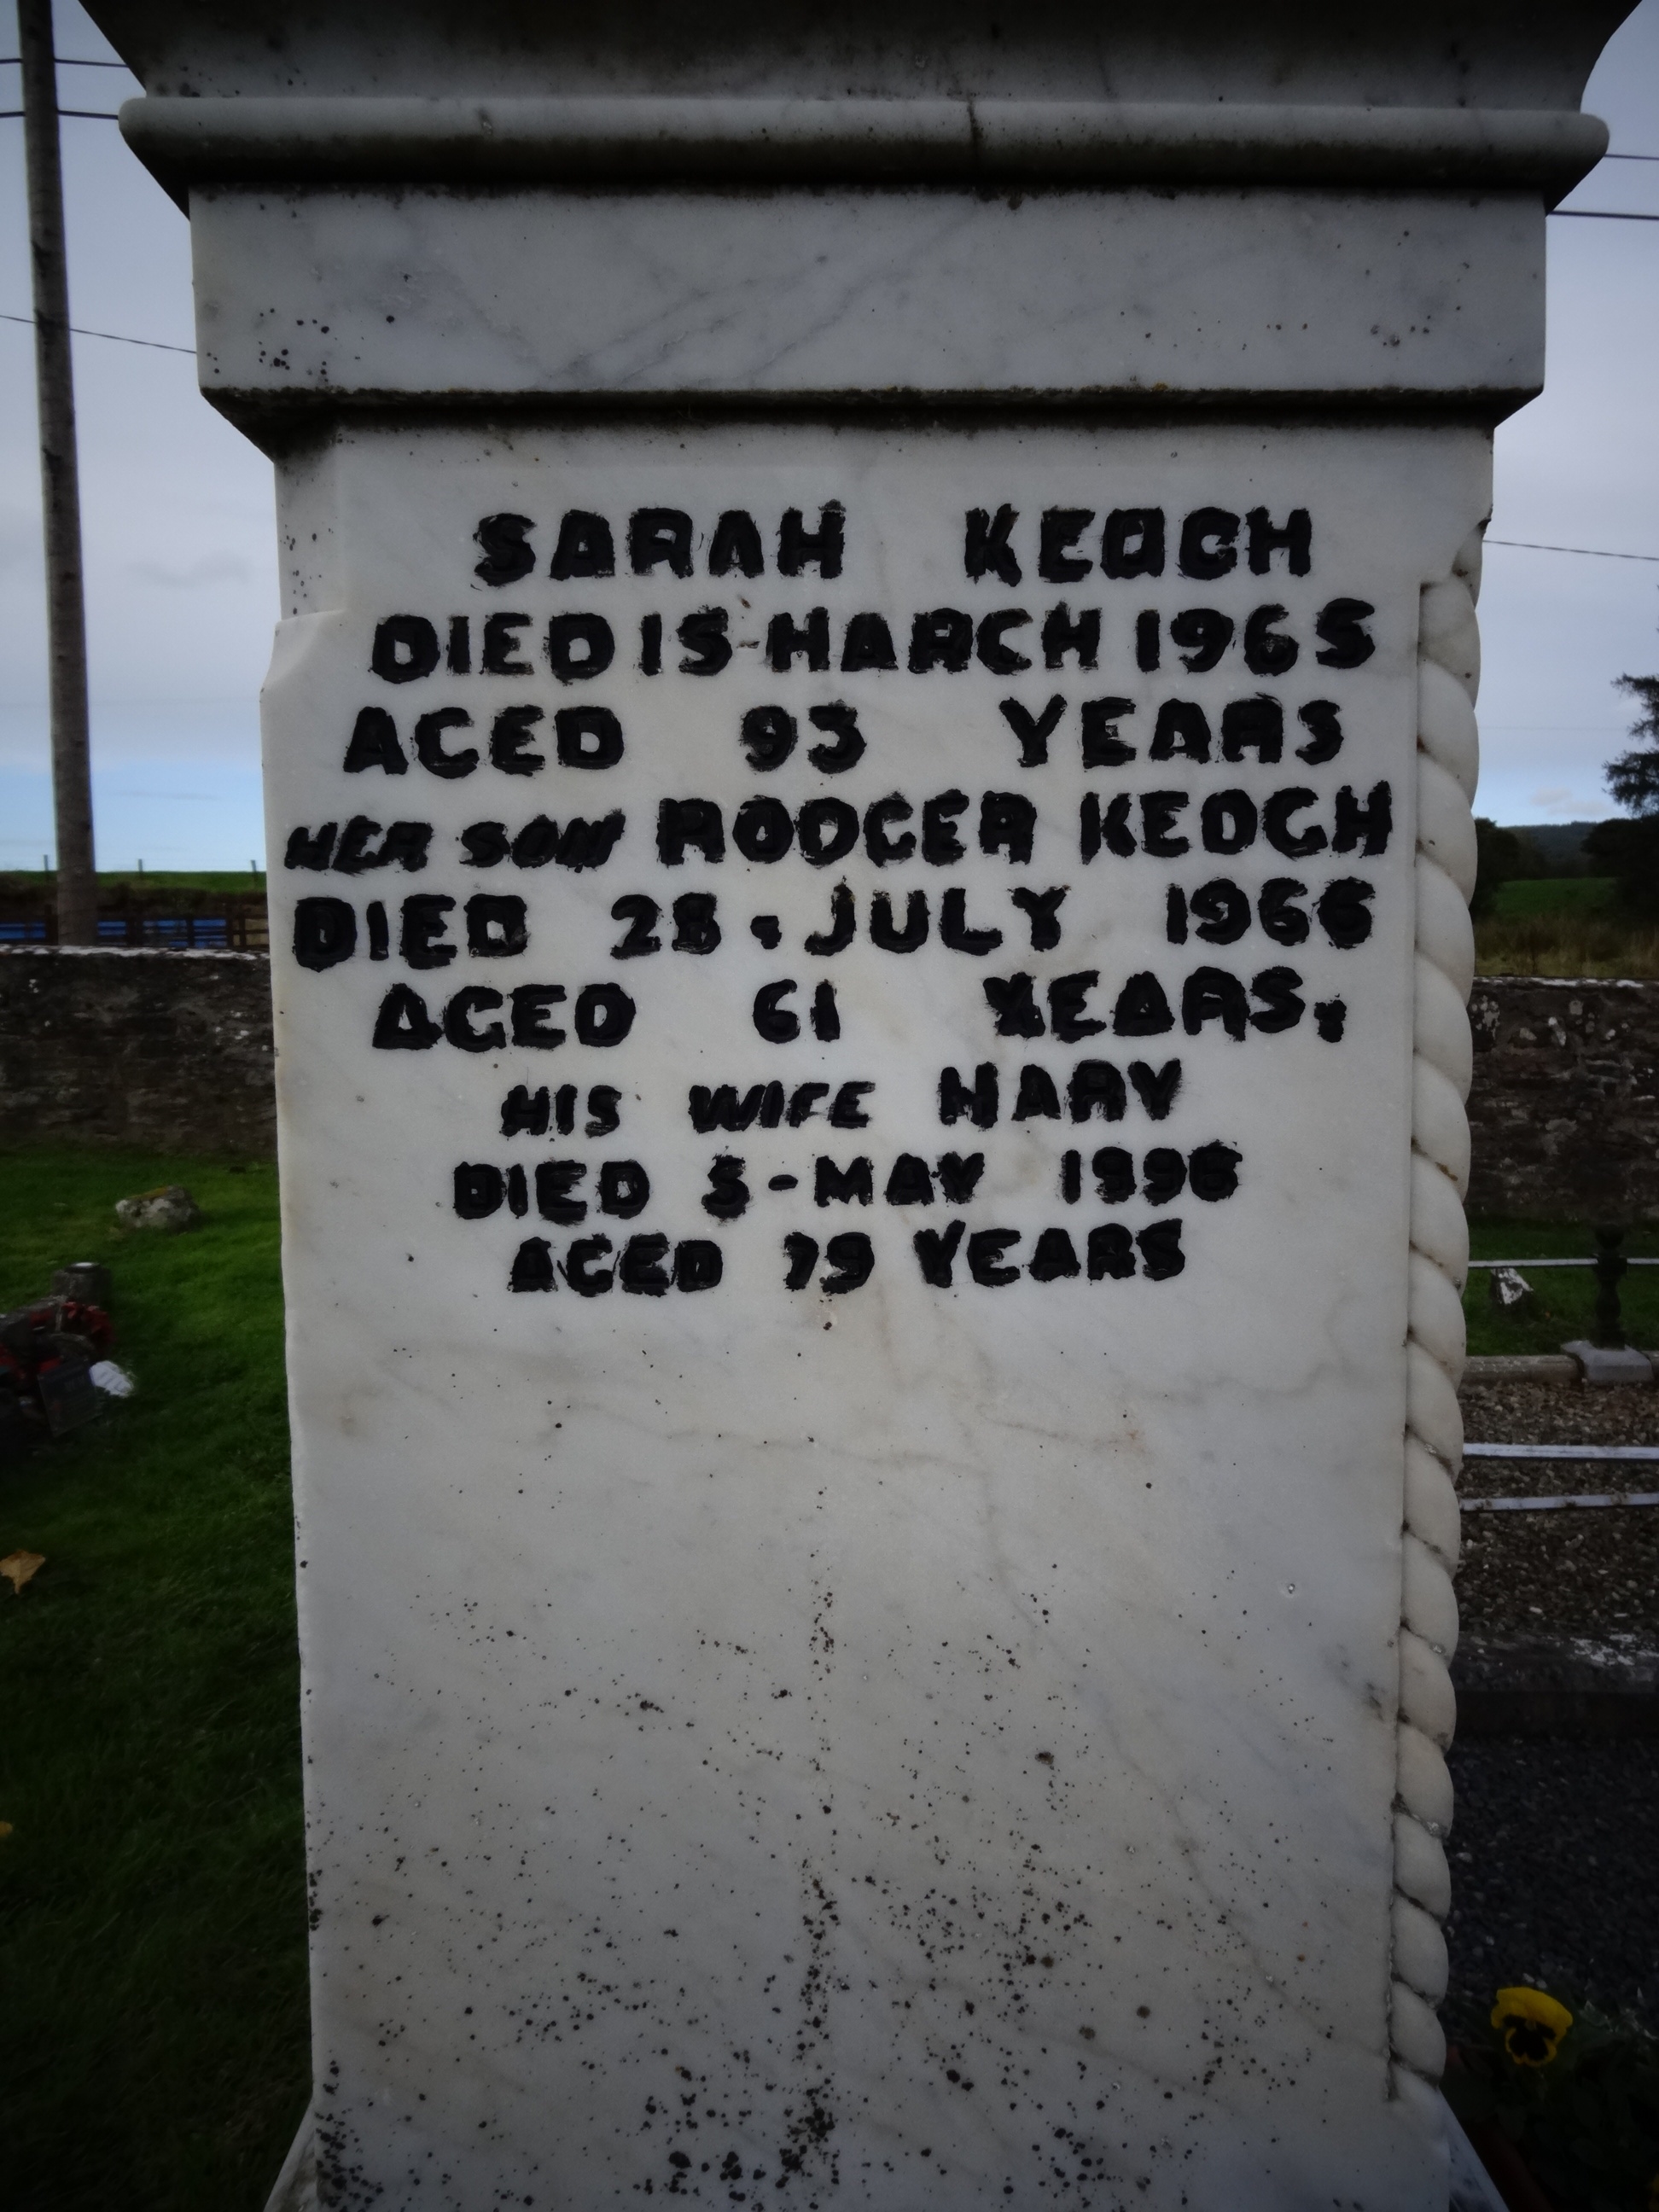 SARAH KEOGH
DIED 15-MARCH 1965
AGED 93 YEARS
HER SON RODGER KEOGH
DIED 28. JULY 1966
AGED 61 YEARS.
HIS WIFE MARY
DIED 5-MAY 1996
AGED 79 YEARS